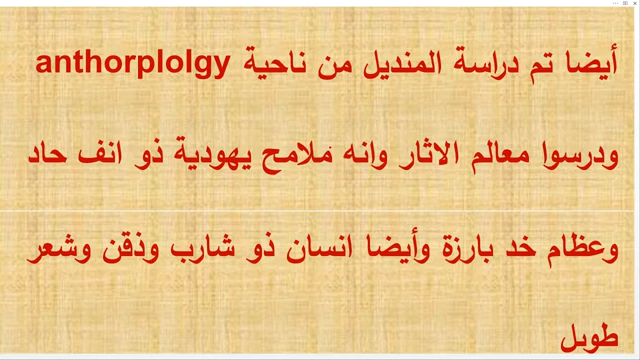 أيضا تم دراسة المنديل من ناحية anthorplolgy
ودرسوا معالم الاثار وانه مَلامح يهودية ذو انف حاد
وعظام خد بارزة وأيضا انسان ذو شارب وذقن وشعر
طويل